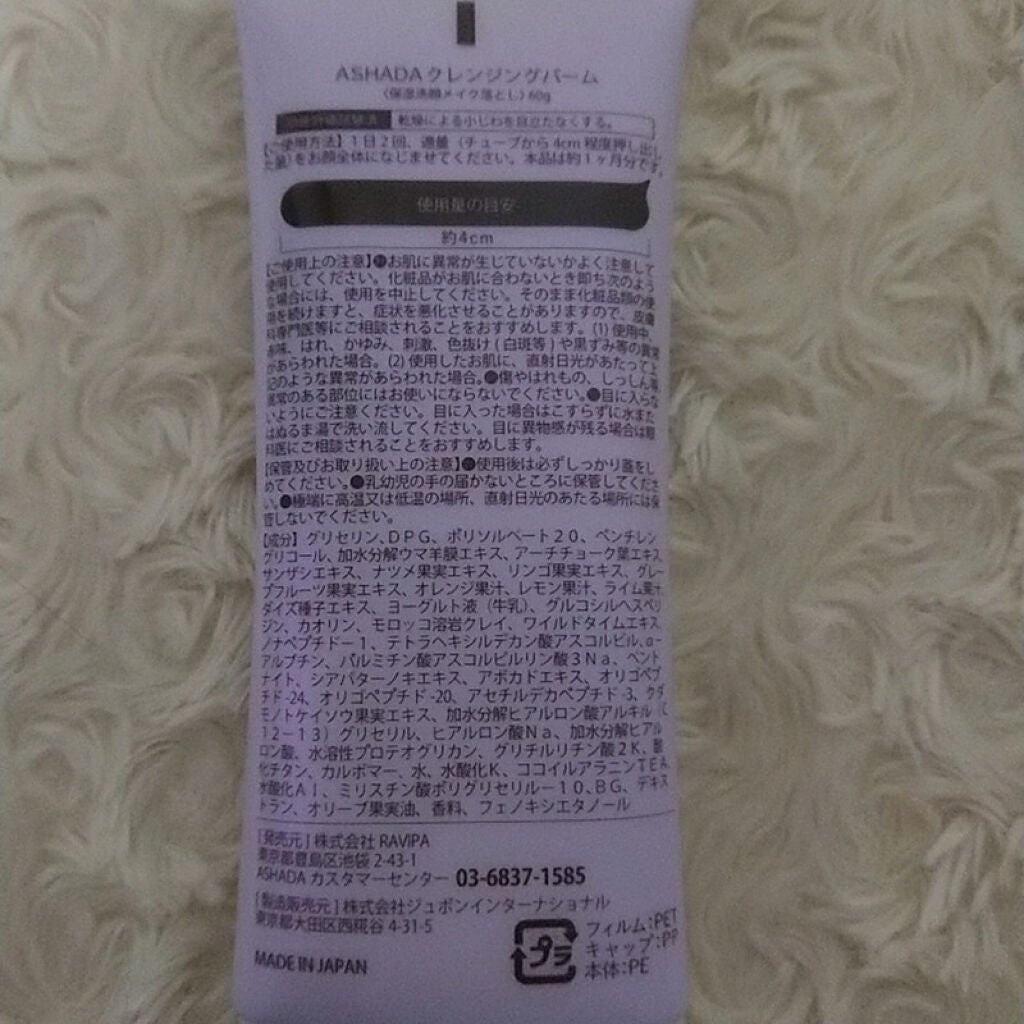 ASHADAクレンジングバーム
(保湿洗顔メイク落とし) 60g
乾燥による小じわを目立たなくする。
【ご使用方法】1日2回、適量(チューブから4cm程度押し出し
た量)をお顔全体になじませてください。本品は約1ヶ月分です。
使用量の目安
約4cm
【ご使用上の注意】●お肌に異常が生じていないかよく注意して
使用してください。化粧品がお肌に合わないとき即ち次のよう
な場合には、使用を中止してください。そのまま化粧品類の使
用を続けますと、症状を悪化させることがありますので、皮膚
科専門医等にご相談されることをおすすめします。(1) 使用中、
赤味、はれ、かゆみ、刺激、色抜け(白斑等)や黒ずみ等の異常
があらわれた場合。(2) 使用したお肌に、直射日光があたって上
記のような異常があらわれた場合。●傷やはれもの、しっしん等
異常のある部位にはお使いにならないでください。●目に入らな
いようにご注意ください。目に入った場合はこすらずに水また
はぬるま湯で洗い流してください。目に異物感が残る場合は眼
科医にご相談されることをおすすめします。
【保管及びお取り扱い上の注意】●使用後は必ずしっかり蓋をし
めてください。●乳幼児の手の届かないところに保管してくださ
い。●極端に高温又は低温の場所、直射日光のあたる場所には保
管しないでください。
【成分】グリセリン、DPG、ポリソルベート20、ペンチレン
グリコール、加水分解ウマ羊膜エキス、アーチチョーク葉エキス
サンザシエキス、ナツメ果実エキス、リンゴ果実エキス、グレー
プフルーツ果実エキス、オレンジ果汁、レモン果汁、ライム果汁
ダイズ種子エキス、ヨーグルト液(牛乳)、グルコシルヘスペリ
ジン、カオリン、モロッコ溶岩クレイ、ワイルドタイムエキス
ノナペプチド−1、テトラヘキシルデカン酸アスコルビル、α−
アルブチン、パルミチン酸アスコルビルリン酸3Na、ベント
ナイト、シアバターノキエキス、アボカドエキス、オリゴペプ
チド-24、オリゴペプチド-20、アセチルデカペプチド-3、クダ
モノトケイソウ果実エキス、加水分解ヒアルロン酸アルキル(C
12−13)グリセリル、ヒアルロン酸Na、加水分解ヒアル
ロン酸、水溶性プロテオグリカン、グリチルリチン酸2K、酸
化チタン、カルボマー、水、水酸化K、ココイルアラニンTEA
水酸化Al、ミリスチン酸ポリグリセリル−10、BG、デキス
トラン、オリーブ果実油、香料、フェノキシエタノール
[発売元] 株式会社 RAVIPA
東京都豊島区池袋 2-43-1
ASHADA カスタマーセンター 03-6837-1585
[製造販売元] 株式会社ジュポンインターナショナル
東京都大田区西糀谷 4-31-5
MADE IN JAPAN
プラ
フィルム:PET
キャップ:PP
本体:PE